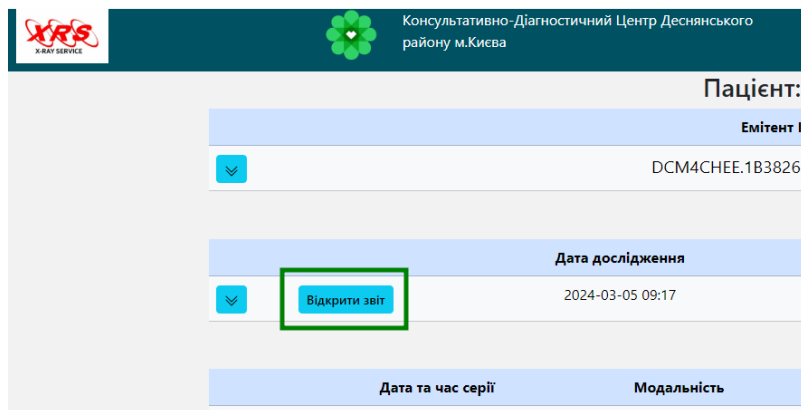 XRS
X-RAY SERVICE
Консультативно-Діагностичний Центр Деснянського
району м.Києва
Пацієнт:
Емітент
DCM4CHEE.1B3826
Дата дослідження
Відкрити звіт
2024-03-05 09:17
Дата та час серії Модальність